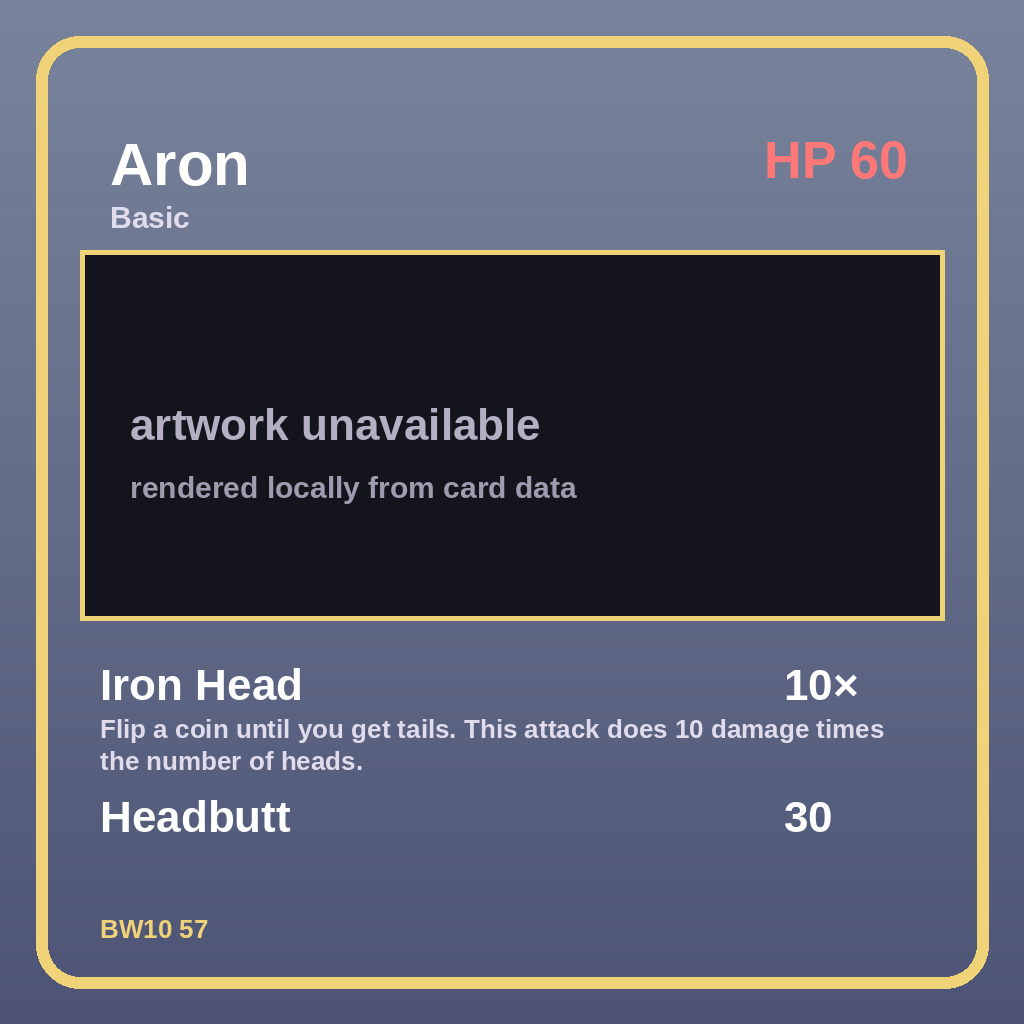 Aron
HP 60
Basic
artwork unavailable
rendered locally from card data
Iron Head 10×
Flip a coin until you get tails. This attack does 10 damage times
the number of heads.
Headbutt 30
BW10 57